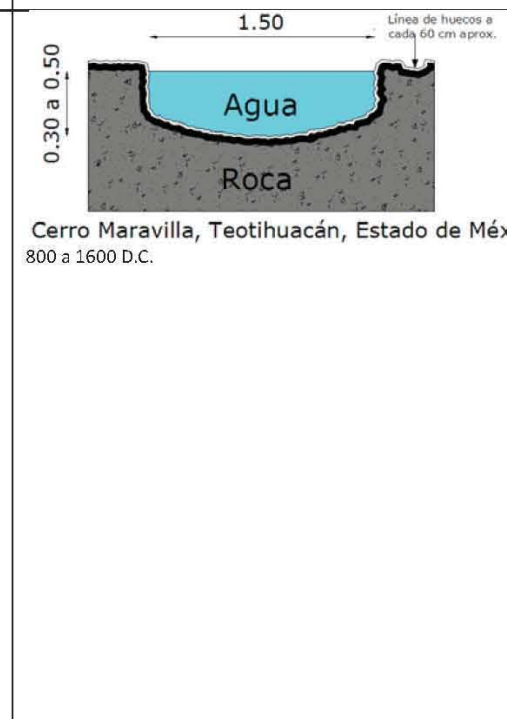 1.50
Línea de huecos a
cada 60 cm aprox.
0.30 a 0.50
Agua
Roca
Cerro Maravilla, Teotihuacán, Estado de Méx
800 a 1600 D.C.